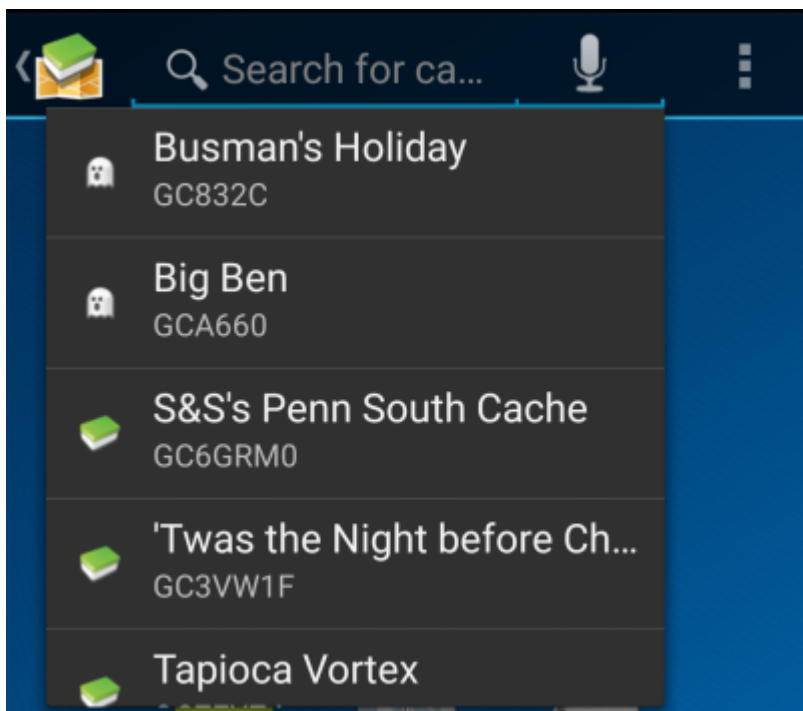 Search for ca...
Busman's Holiday
GC832C
Big Ben
GCA660
S&S's Penn South Cache
GC6GRM0
'Twas the Night before Ch...
GC3VW1F
Tapioca Vortex